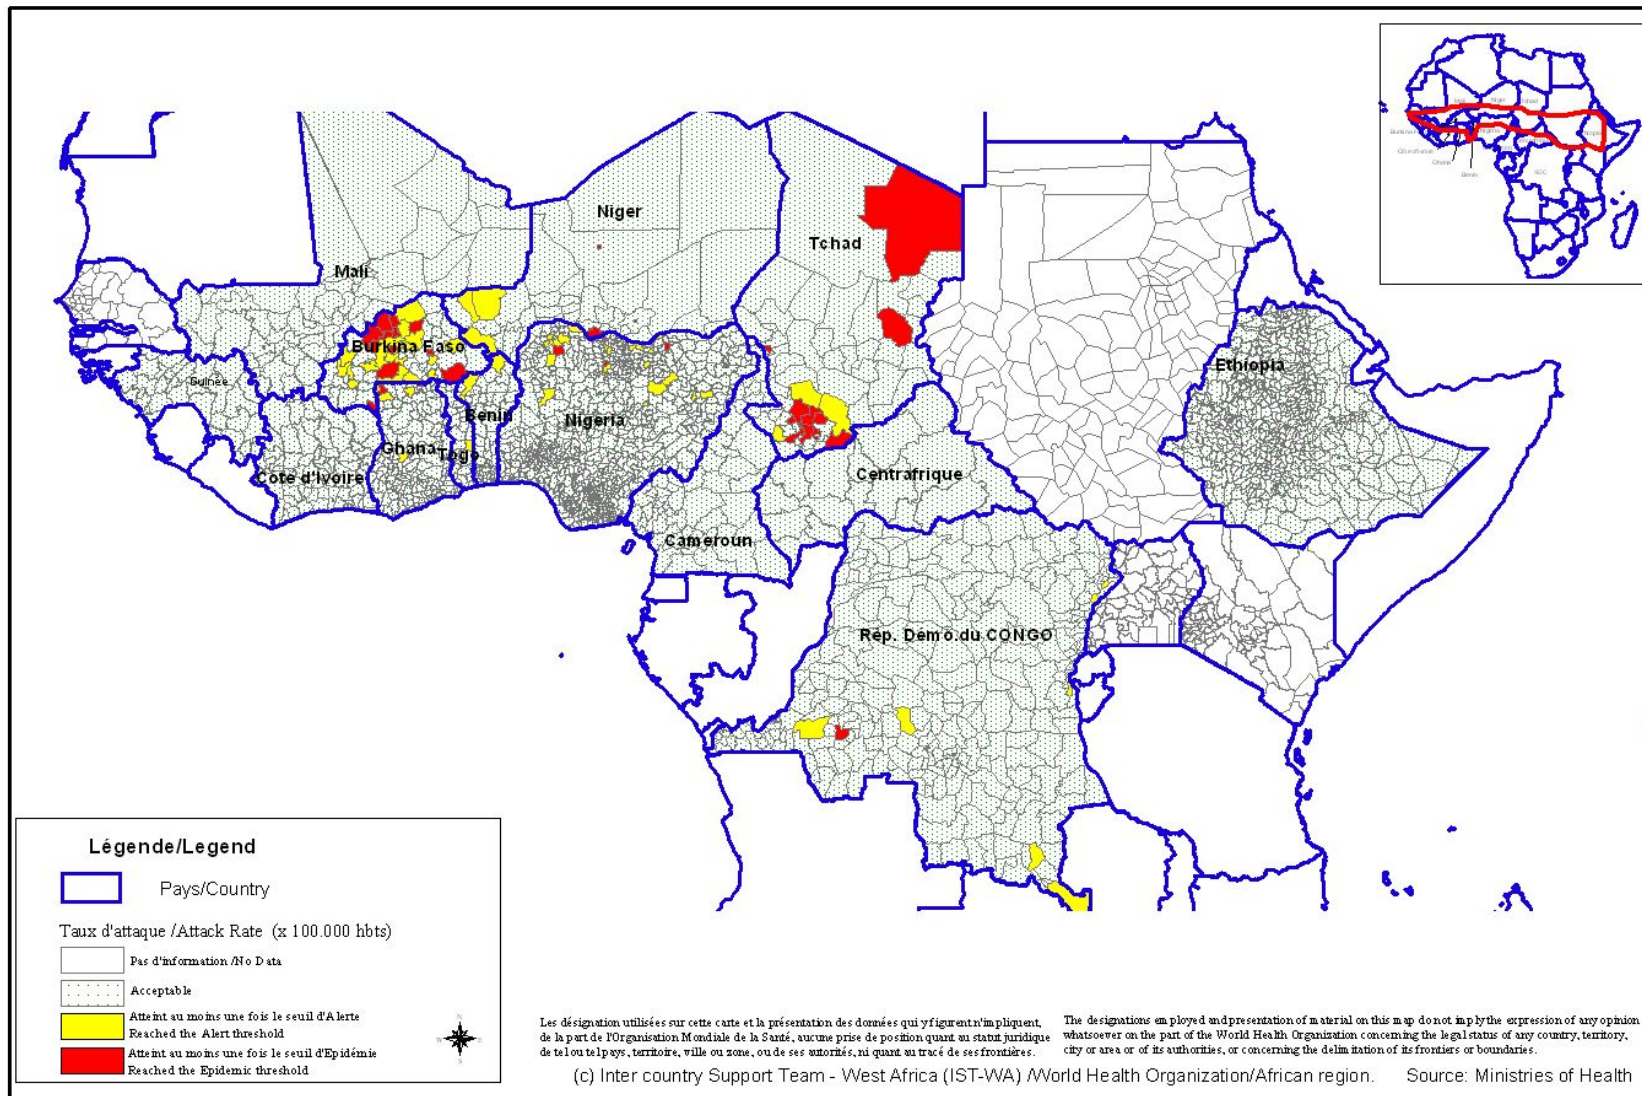 Mali
Niger
Tchad
Ghana
Benin
RDC
Niger
Tchad
Mali
Burkina Faso
Ethiopia
Guinée
Benin
Nigeria
Ghana
Togo
Cote d'Ivoire
Centrafrique
Cameroun
Rép. Démo.du CONGO
Légende/Legend
Pays/Country
Taux d'attaque /Attack Rate (x 100.000 hbts)
Pas d'information /No Data
Acceptable
Atteint au moins une fois le seuil d'Alerte
Reached the Alert threshold
Atteint au moins une fois le seuil d'Epidémie
Reached the Epidemic threshold
N
W
E
S
Les désignation utilisées sur cette carte et la présentation des données qui y figurent n'impliquent,
de la part de l'Organisation Mondiale de la Santé, aucune prise de position quant au statut juridique
de tel ou tel pays, territoire, ville ou zone, ou de ses autorités, ni quant au tracé de ses frontières.
The designations employed and presentation of material on this map do not imply the expression of any opinion
whatsoever on the part of the World Health Organization concerning the legal status of any country, territory,
city or area or of its authorities, or concerning the delimitation of its frontiers or boundaries.
(c) Inter country Support Team - West Africa (IST-WA) /World Health Organization/African region.
Source: Ministries of Health